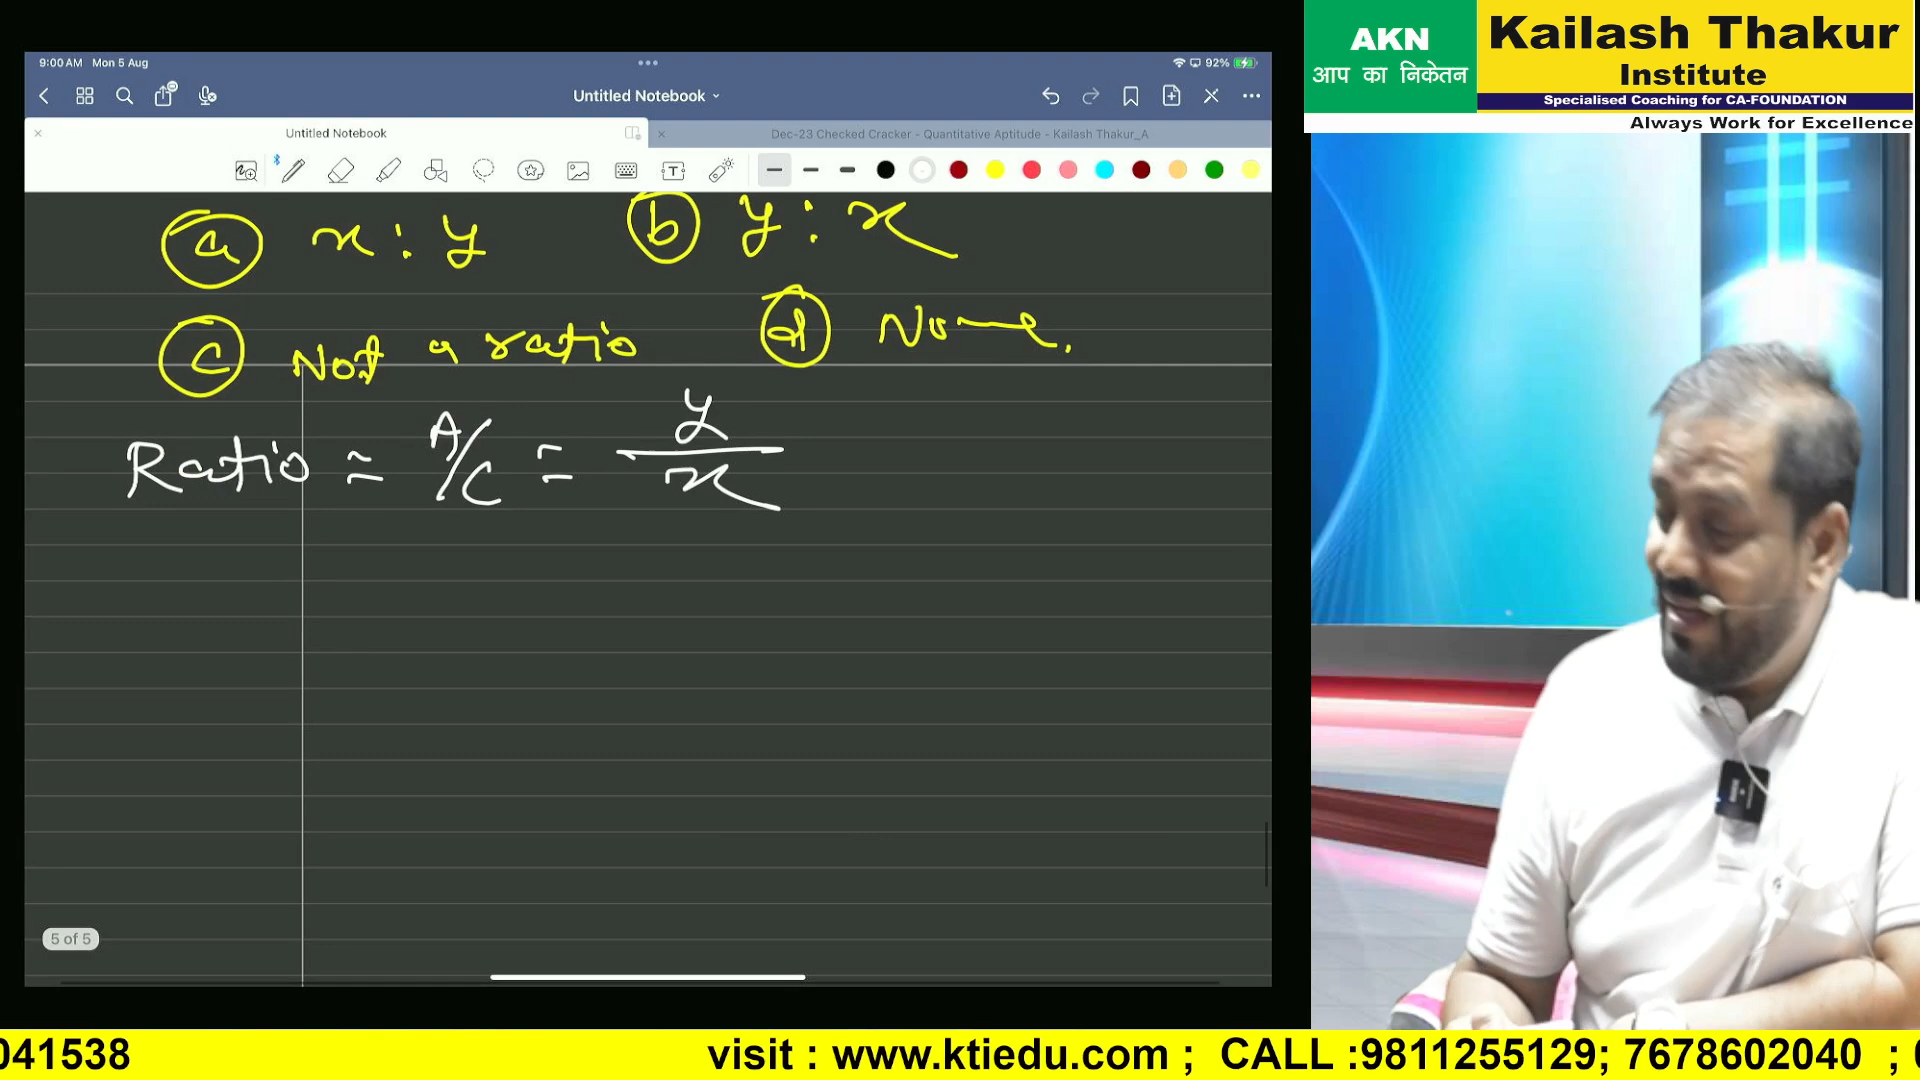 9:00 AM Mon 5 Aug
92%
Untitled Notebook
Untitled Notebook
Dec-23 Checked Cracker - Quantitative Aptitude - Kailash Thakur_A
(a) x : y (b) y : x
(c) Not a ratio (d) None.
Ratio = A/C = y/x
5 of 5
AKN
आप का निकेतन
Kailash Thakur
Institute
Specialised Coaching for CA-FOUNDATION
Always Work for Excellence
041538 visit : www.ktiedu.com ; CALL :9811255129; 7678602040 ;